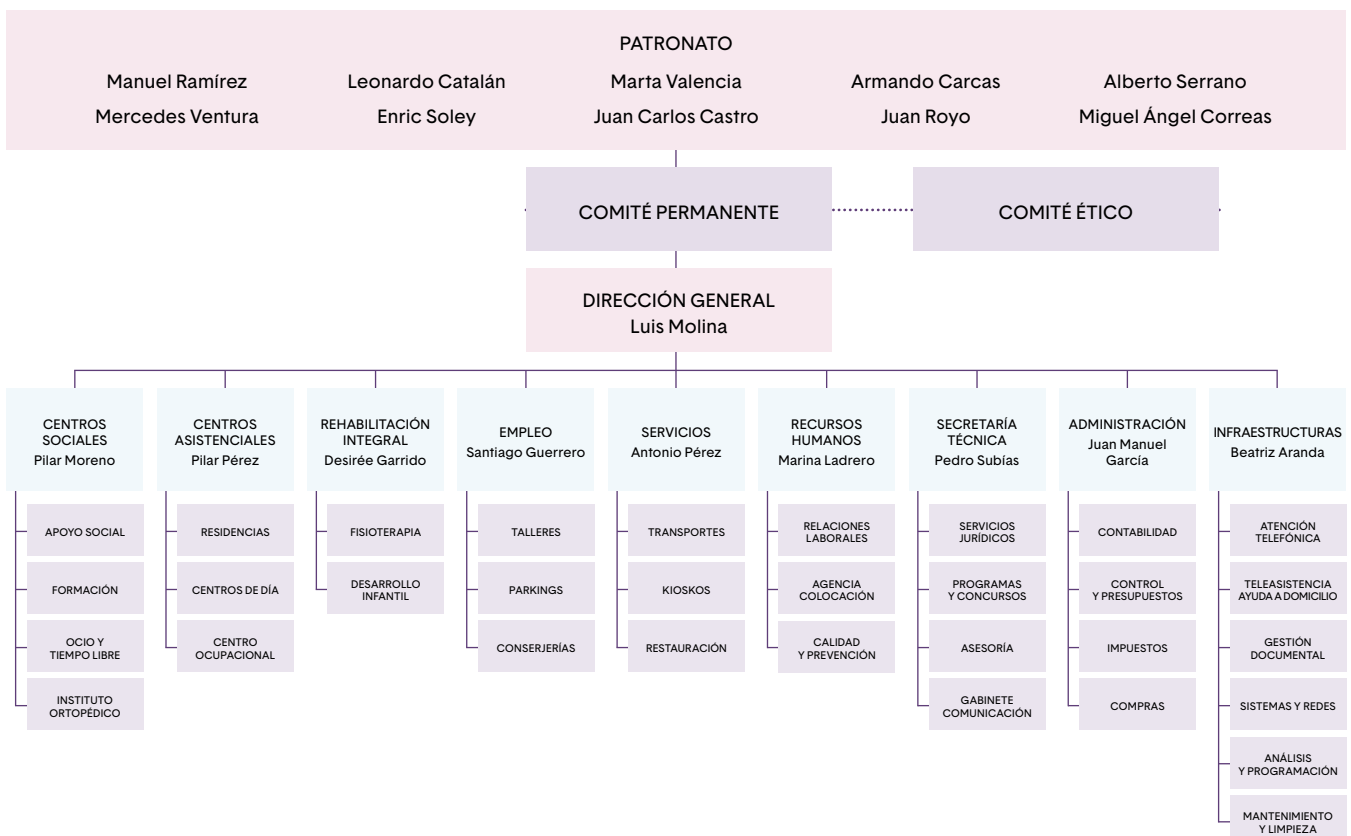 PATRONATO
Manuel Ramírez
Leonardo Catalán
Marta Valencia
Armando Carcas
Alberto Serrano
Mercedes Ventura
Enric Soley
Juan Carlos Castro
Juan Royo
Miguel Ángel Correas
COMITÉ PERMANENTE
COMITÉ ÉTICO
DIRECCIÓN GENERAL
Luis Molina
CENTROS
SOCIALES
Pilar Moreno
CENTROS
ASISTENCIALES
Pilar Pérez
REHABILITACIÓN
INTEGRAL
Desirée Garrido
EMPLEO
Santiago Guerrero
SERVICIOS
Antonio Pérez
RECURSOS
HUMANOS
Marina Ladrero
SECRETARÍA
TÉCNICA
Pedro Subías
ADMINISTRACIÓN
Juan Manuel
García
INFRAESTRUCTURAS
Beatriz Aranda
APOYO SOCIAL
FORMACIÓN
OCIO Y
TIEMPO LIBRE
INSTITUTO
ORTOPÉDICO
RESIDENCIAS
CENTROS DE DÍA
CENTRO
OCUPACIONAL
FISIOTERAPIA
DESARROLLO
INFANTIL
TALLERES
PARKINGS
CONSERJERÍAS
TRANSPORTES
KIOSKOS
RESTAURACIÓN
RELACIONES
LABORALES
AGENCIA
COLOCACIÓN
CALIDAD
Y PREVENCIÓN
SERVICIOS
JURÍDICOS
PROGRAMAS
Y CONCURSOS
ASESORÍA
GABINETE
COMUNICACIÓN
CONTABILIDAD
CONTROL
Y PRESUPUESTOS
IMPUESTOS
COMPRAS
ATENCIÓN
TELEFÓNICA
TELEASISTENCIA
AYUDA A DOMICILIO
GESTIÓN
DOCUMENTAL
SISTEMAS Y REDES
ANÁLISIS
Y PROGRAMACIÓN
MANTENIMIENTO
Y LIMPIEZA